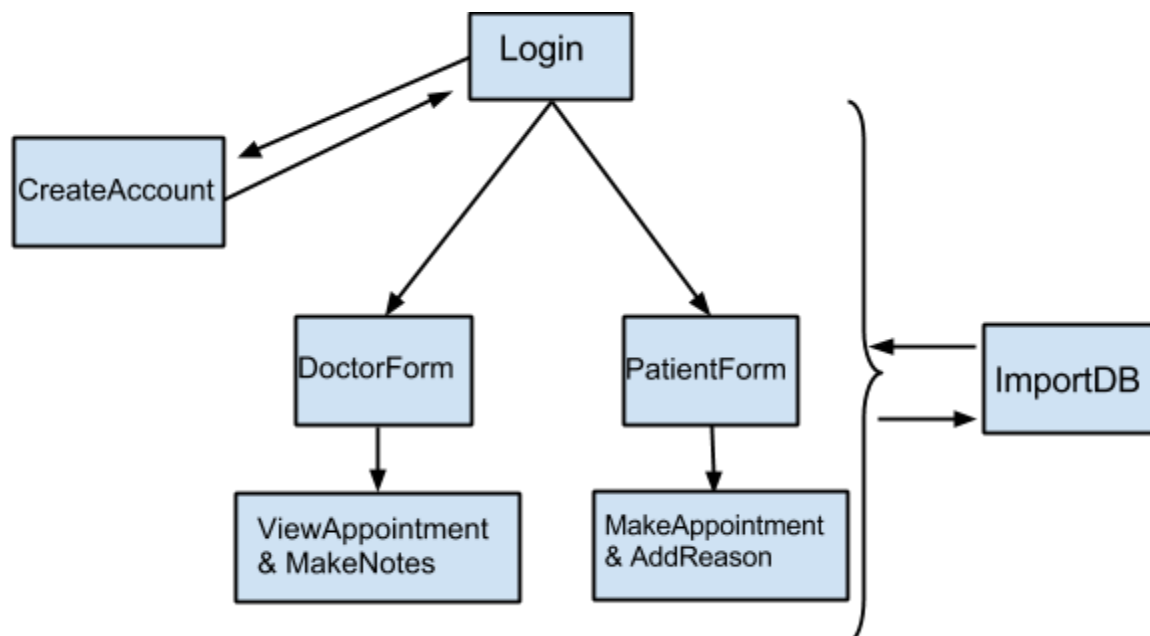 Login
CreateAccount
DoctorForm
PatientForm
ImportDB
ViewAppointment
& MakeNotes
MakeAppointment
& AddReason